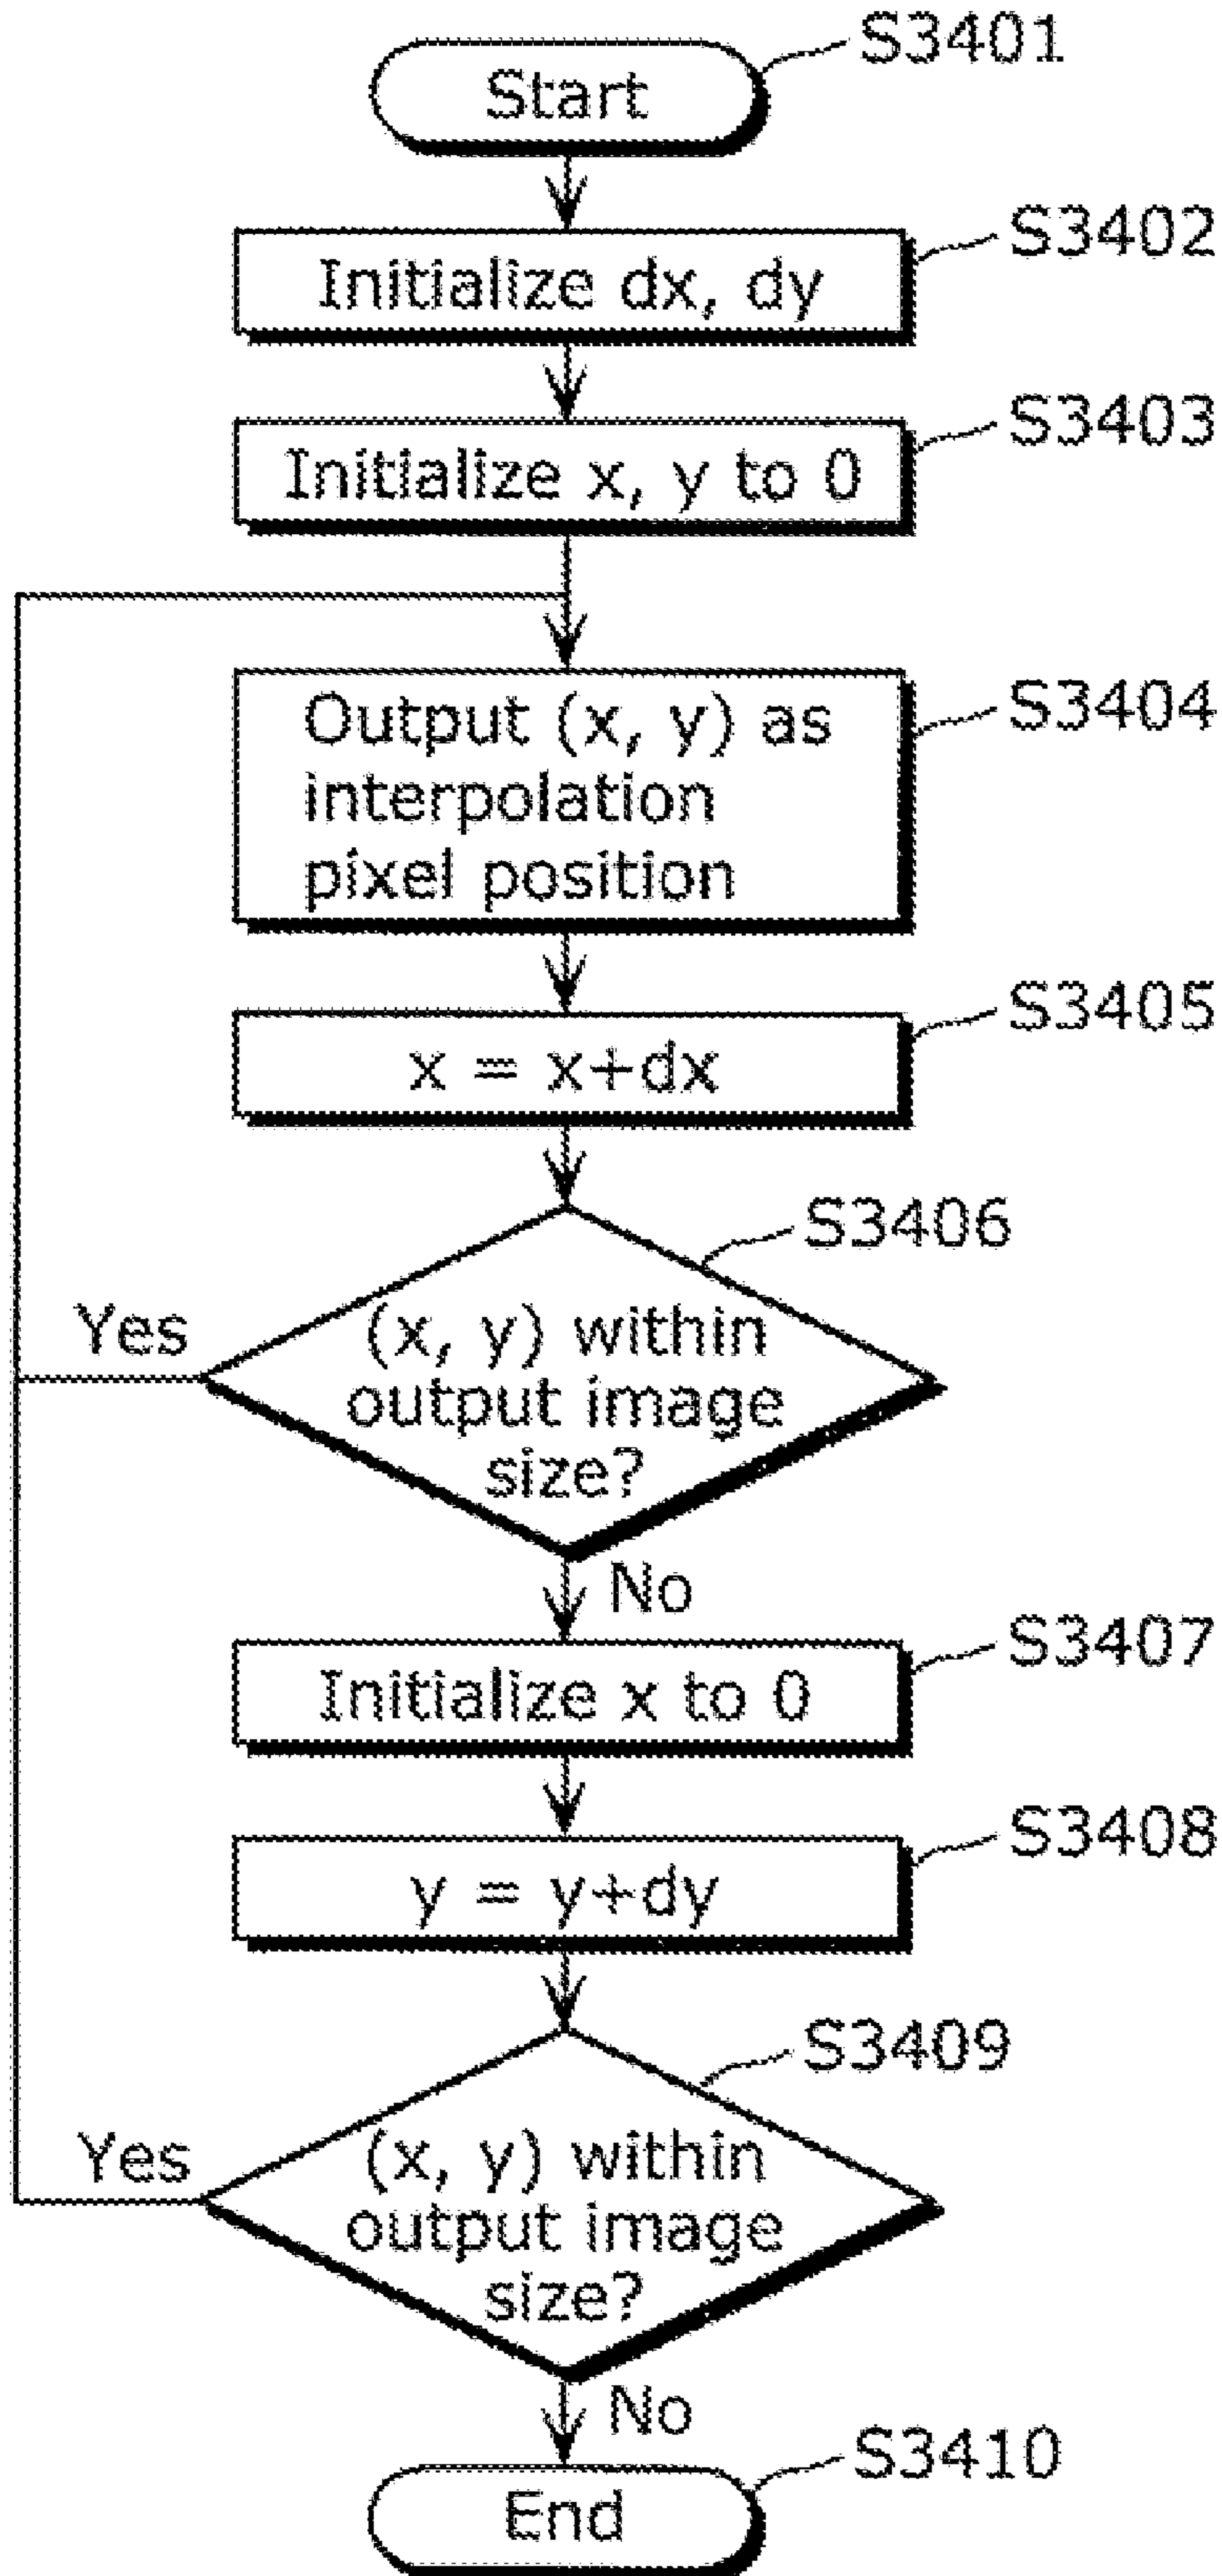 S3401
Start
S3402
Initialize dx, dy
S3403
Initialize x, y to 0
S3404
Output (x, y) as
interpolation
pixel position
S3405
x = x+dx
S3406
Yes
(x, y) within
output image
size?
No
S3407
Initialize x to 0
S3408
y = y+dy
S3409
Yes
(x, y) within
output image
size?
No
S3410
End